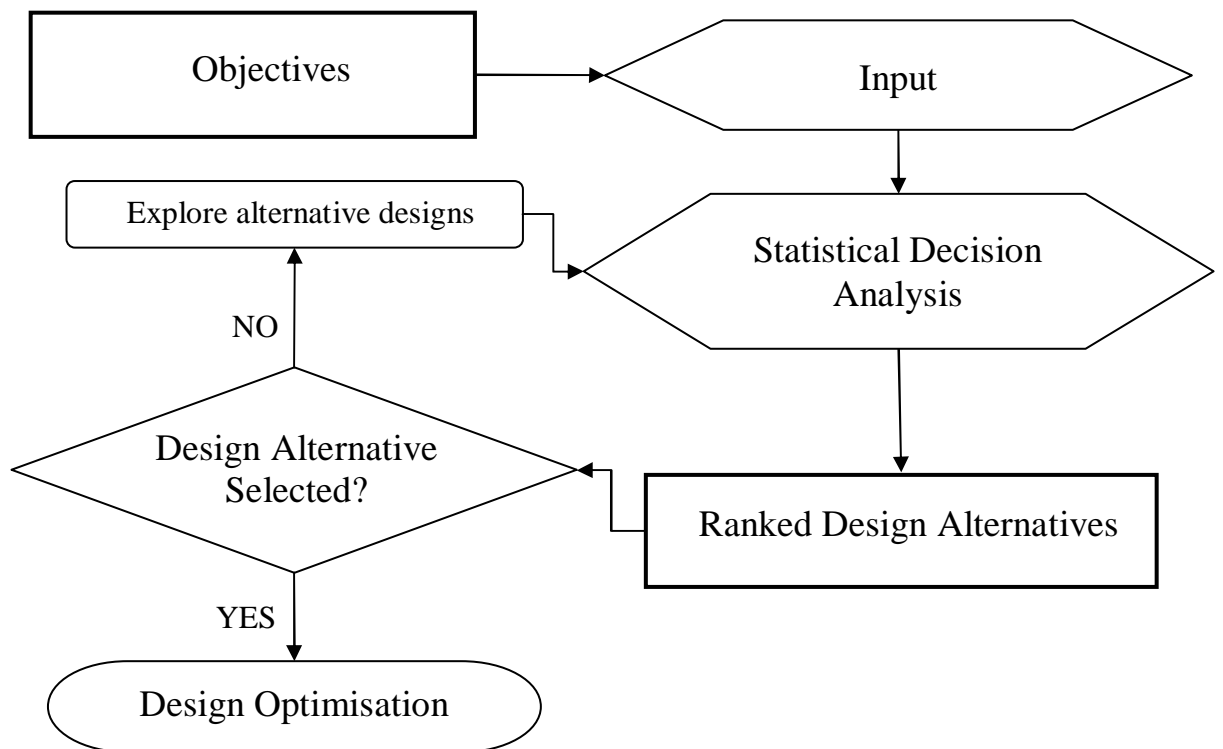 Objectives
Input
Explore alternative designs
Statistical Decision
Analysis
NO
Design Alternative
Selected?
Ranked Design Alternatives
YES
Design Optimisation